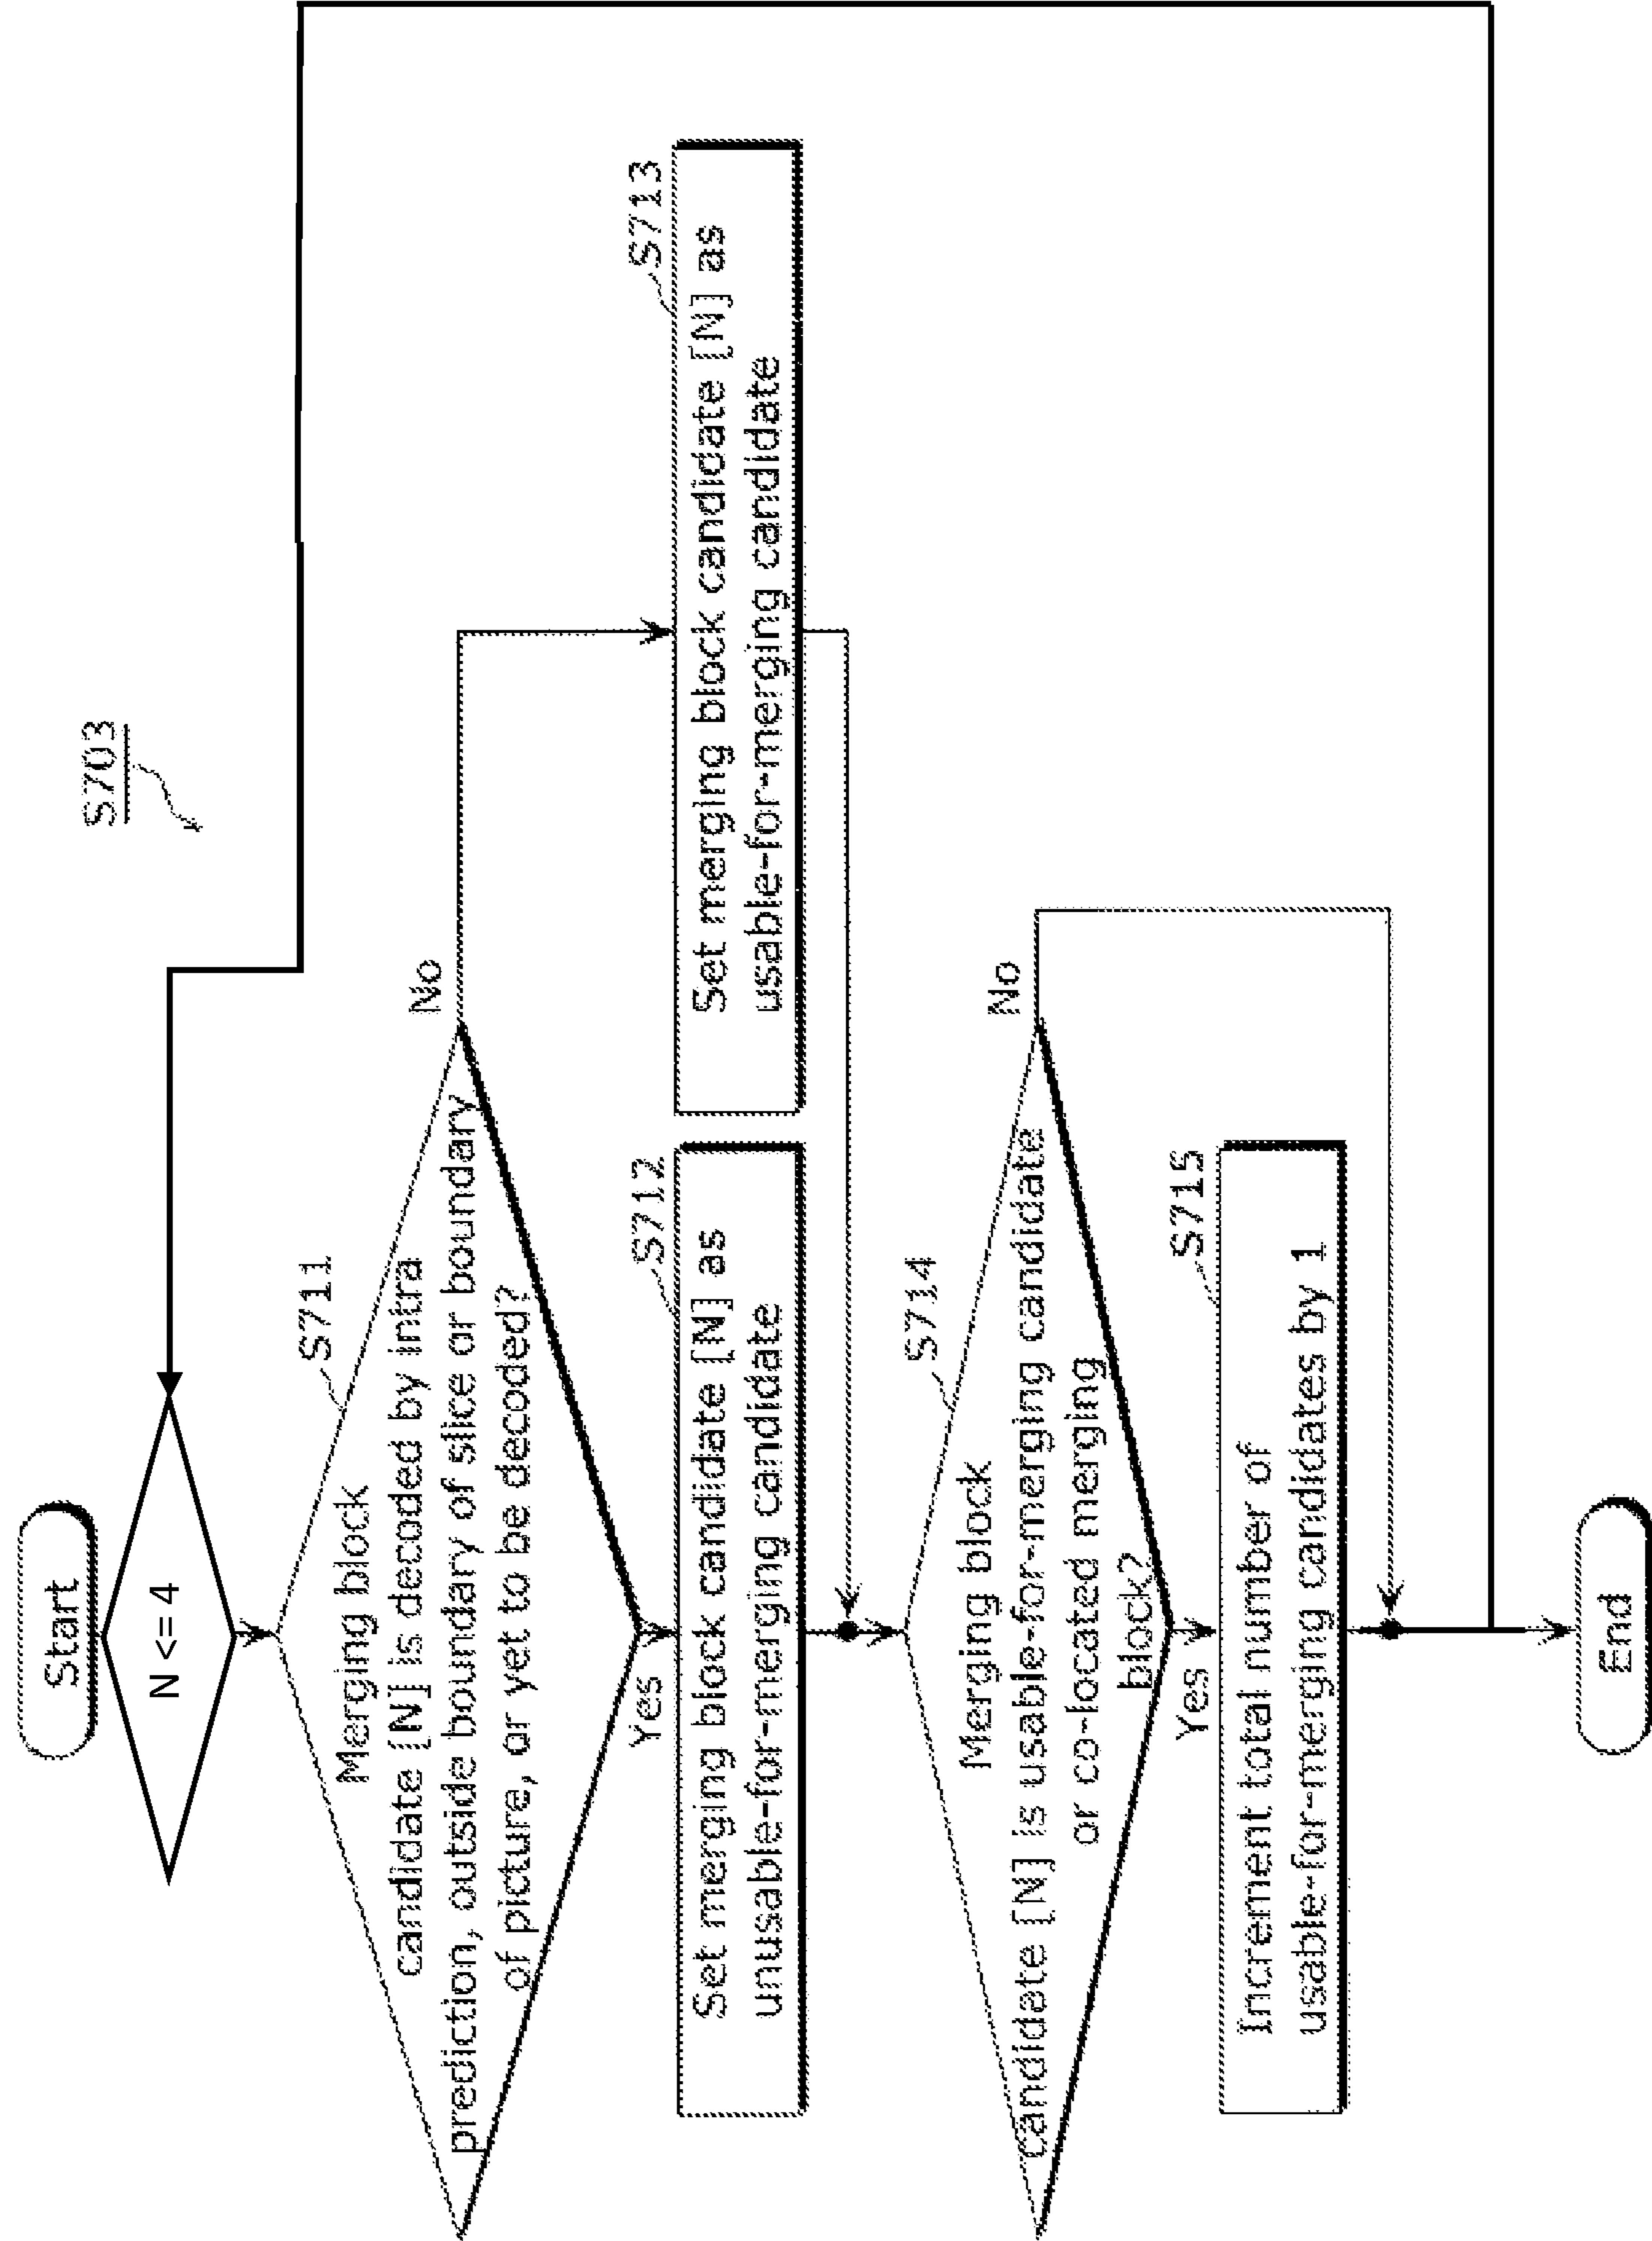 S703
Start
N <= 4
S711
Merging block
candidate [N] is decoded by intra
prediction, outside boundary of slice or boundary
of picture, or yet to be decoded?
No
Yes
S712
Set merging block candidate [N] as
unusable-for-merging candidate
S713
Set merging block candidate [N] as
usable-for-merging candidate
S714
Merging block
candidate [N] is usable-for-merging candidate
or co-located merging
block?
No
Yes
S715
Increment total number of
usable-for-merging candidates by 1
End